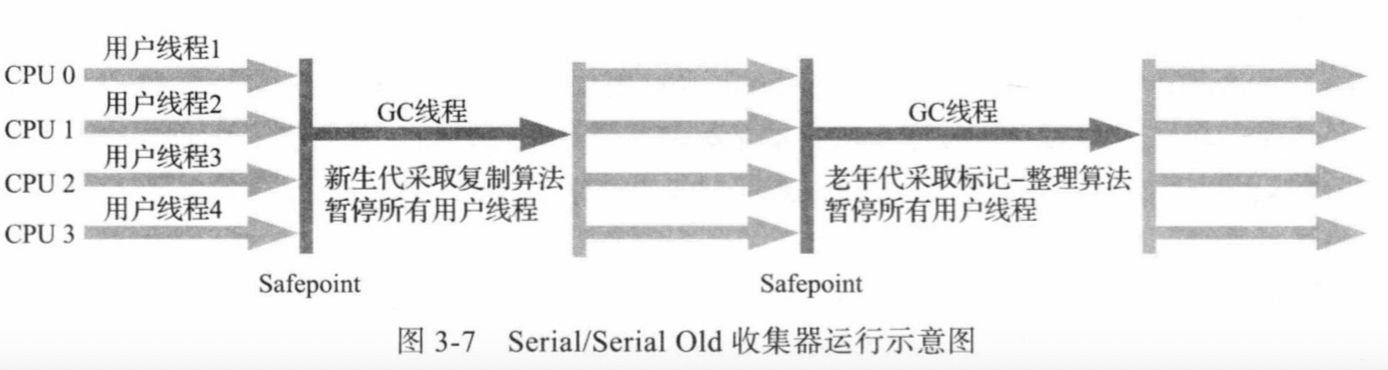 用户线程1
CPU 0
用户线程2
CPU 1
用户线程3
CPU 2
用户线程4
CPU 3
GC线程
新生代采取复制算法
暂停所有用户线程
Safepoint
GC线程
老年代采取标记–整理算法
暂停所有用户线程
Safepoint
图 3-7 Serial/Serial Old 收集器运行示意图